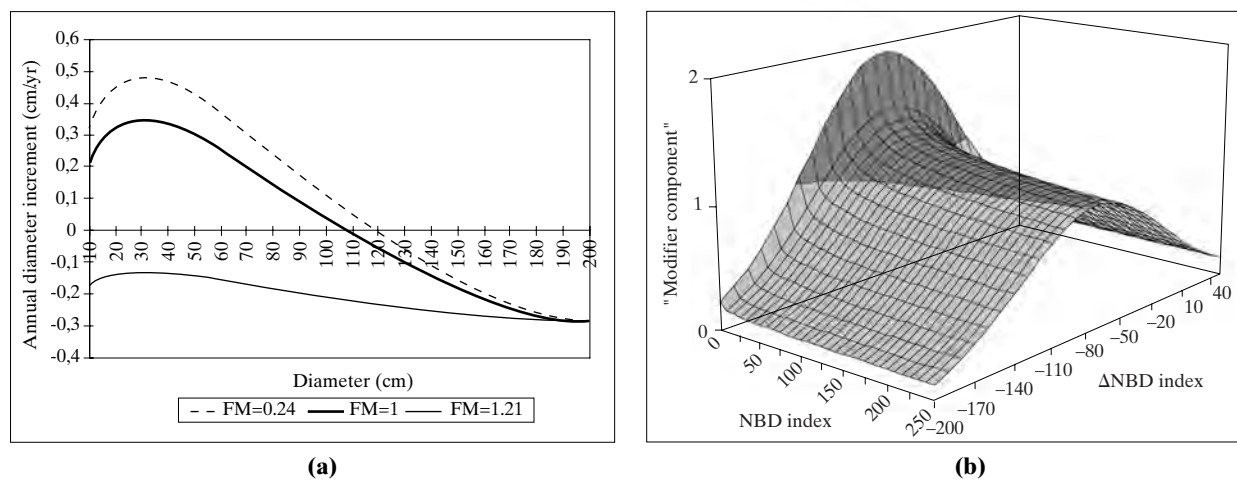 0,6
0,5
0,4
0,3
0,2
0,1
0
-0,1
-0,2
-0,3
-0,4
Annual diameter increment (cm/yr)
10 20 30 40 50 60 70 80 90 100 110 120 130 140 150 160 170 180 190 200
Diameter (cm)
FM=0.24 FM=1 FM=1.21
(a)
2
1
0
"Modifier component"
0 50 100 150 200 250
NBD index
−200 −170 −140 −110 −80 −50 −20 10 40
ΔNBD index
(b)